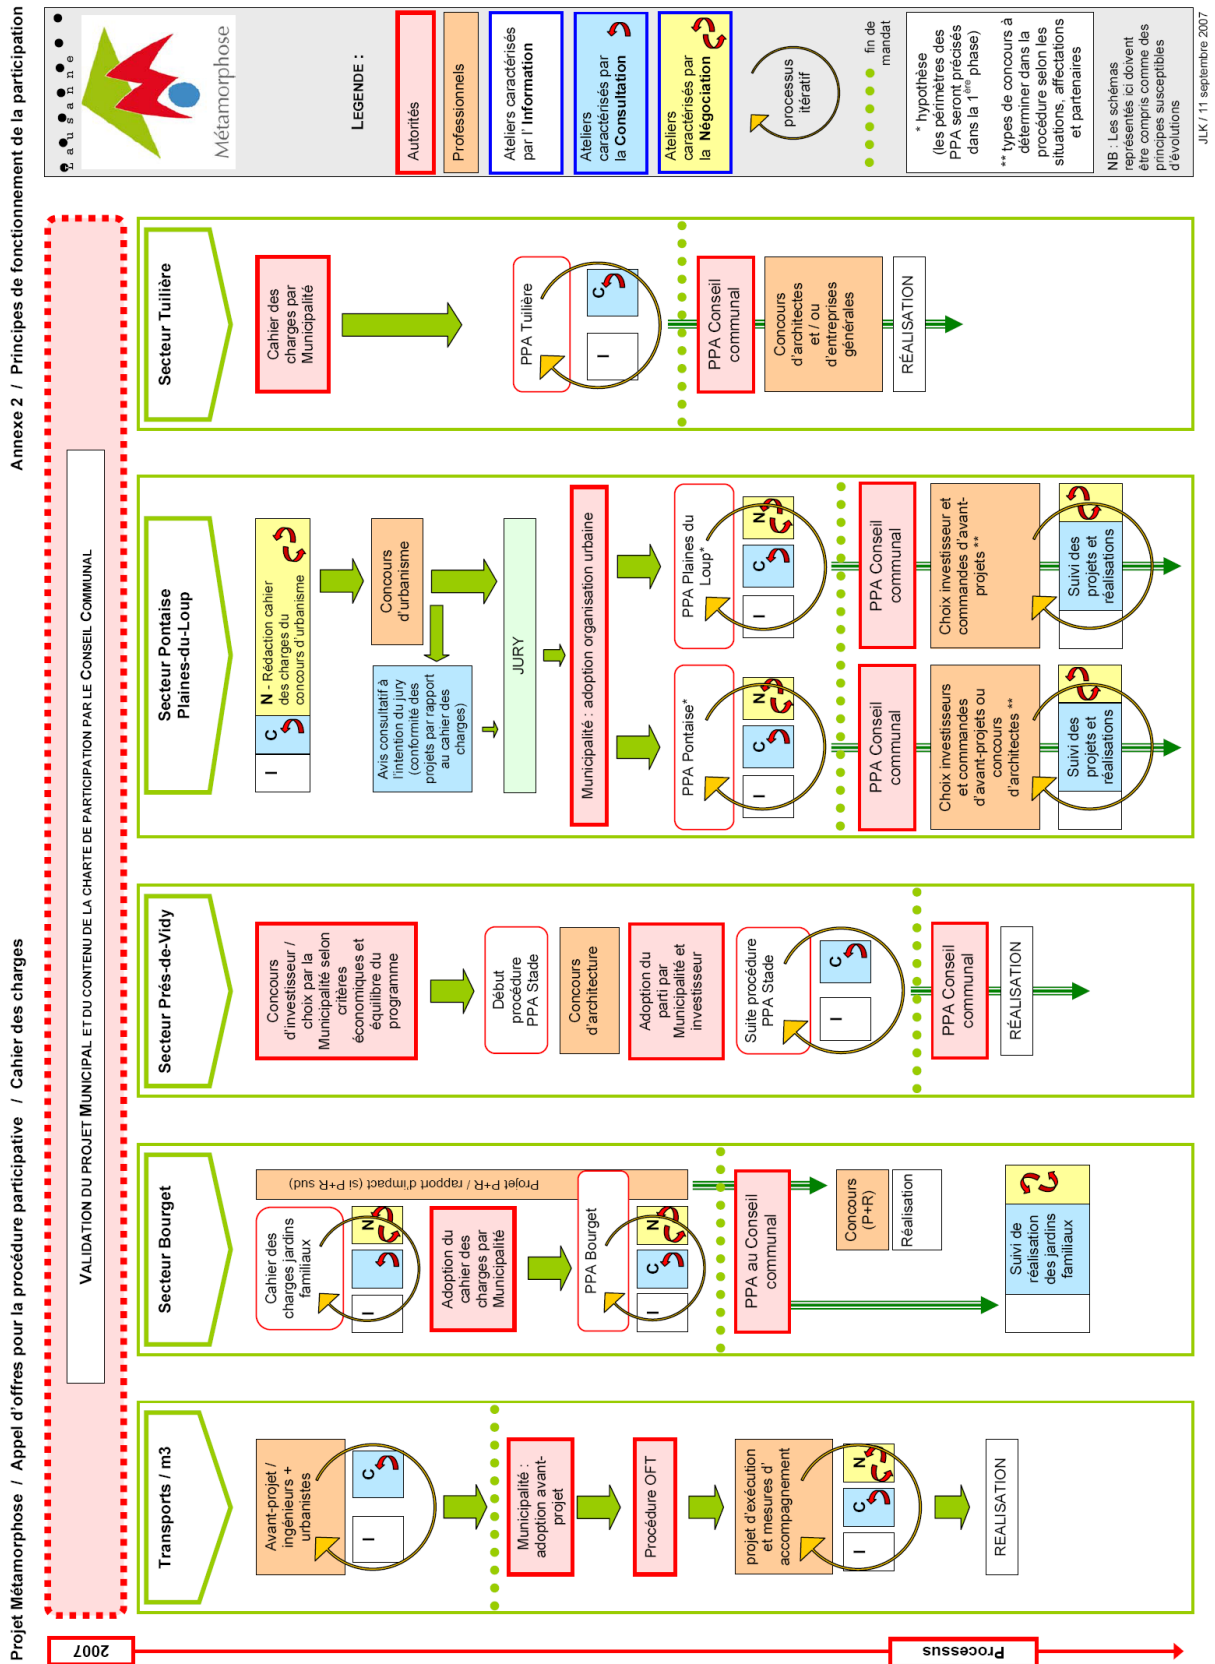 Projet Métamorphose / Appel d'offres pour la procédure participative / Cahier des charges
Annexe 2 / Principes de fonctionnement de la participation
2007
Processus
VALIDATION DU PROJET MUNICIPAL ET DU CONTENU DE LA CHARTE DE PARTICIPATION PAR LE CONSEIL COMMUNAL
Transports / m3
Avant-projet /
ingénieurs +
urbanistes
I
C
Municipalité :
adoption avant-
projet
Procédure OFT
projet d'exécution
et mesures d'
accompagnement
I
C
N
REALISATION
Secteur Bourget
Cahier des
charges jardins
familiaux
I
C
N
Projet P+R / rapport d'impact (si P+R sud)
Adoption du
cahier des
charges par
Municipalité
PPA Bourget
I
C
N
PPA au Conseil
communal
Concours
(P+R)
Réalisation
Suivi de
réalisation
des jardins
familiaux
Secteur Prés-de-Vidy
Concours
d'investisseur /
choix par la
Municipalité selon
critères
économiques et
équilibre du
programme
Début
procédure
PPA Stade
Concours
d'architecture
Adoption du
parti par
Municipalité et
investisseur
Suite procédure
PPA Stade
I
C
PPA Conseil
communal
RÉALISATION
Secteur Pontaise
Plaines-du-Loup
I
C
N - Rédaction cahier
des charges du
concours d'urbanisme
Concours
d'urbanisme
Avis consultatif à
l'intention du jury
(conformité des
projets par rapport
au cahier des
charges)
JURY
Municipalité : adoption organisation urbaine
PPA Pontaise*
I
C
N
PPA Conseil
communal
Choix investisseurs
et commandes
d'avant-projets ou
concours
d'architectes **
Suivi des
projets et
réalisations
PPA Plaines du
Loup*
I
C
N
PPA Conseil
communal
Choix investisseur et
commandes d'avant-
projets **
Suivi des
projets et
réalisations
Secteur Tuilière
Cahier des
charges par
Municipalité
PPA Tuilière
I
C
PPA Conseil
communal
Concours
d'architectes
et / ou
d'entreprises
générales
RÉALISATION
Lausanne
Métamorphose
LEGENDE :
Autorités
Professionnels
Ateliers caractérisés
par l' Information
Ateliers
caractérisés par
la Consultation
Ateliers
caractérisés par
la Négociation
processus
itératif
fin de
mandat
* hypothèse
(les périmètres des
PPA seront précisés
dans la 1ère phase)
** types de concours à
déterminer dans la
procédure selon les
situations, affectations
et partenaires
NB : Les schémas
représentés ici doivent
être compris comme des
principes susceptibles
d'évolutions
JLK / 11 septembre 2007